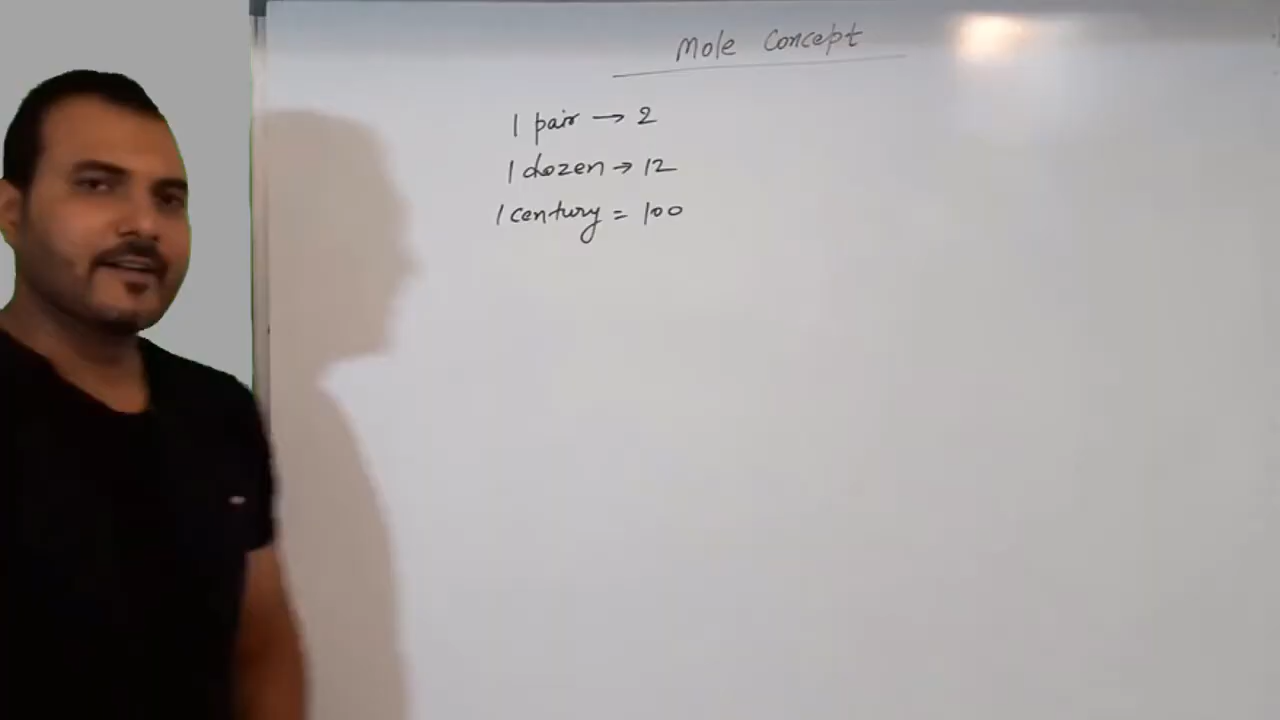 Mole Concept
1 pair → 2
1 dozen → 12
1 century = 100